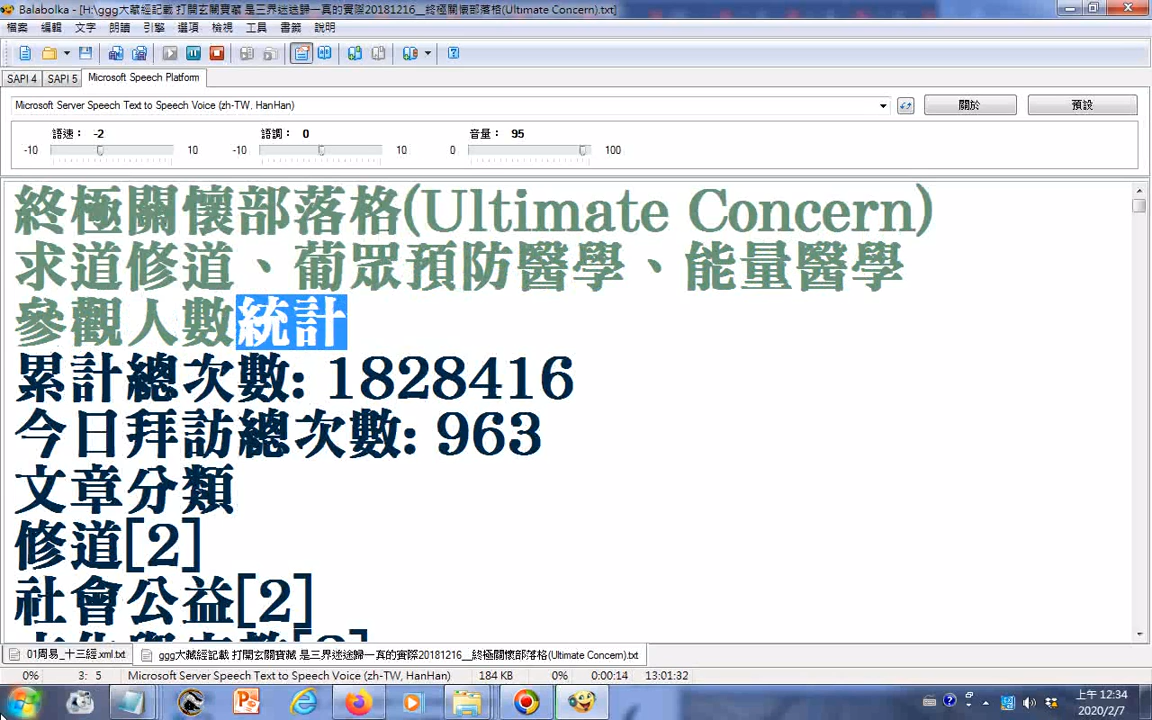 Balabolka - [H:\ggg大藏經記載 打開玄關寶藏 是三界迷途歸一真的實際20181216__終極關懷部落格(Ultimate Concern).txt]
檔案 編輯 文字 朗讀 引擎 選項 檢視 工具 書籤 說明
SAPI 4 SAPI 5 Microsoft Speech Platform
Microsoft Server Speech Text to Speech Voice (zh-TW, HanHan) 關於 預設
語速： -2 語調： 0 音量： 95
-10 10 -10 10 0 100
終極關懷部落格(Ultimate Concern)
求道修道、葡眾預防醫學、能量醫學
參觀人數統計
累計總次數: 1828416
今日拜訪總次數: 963
文章分類
修道[2]
社會公益[2]
01周易_十三經.xml.txt ggg大藏經記載 打開玄關寶藏 是三界迷途歸一真的實際20181216__終極關懷部落格(Ultimate Concern).txt
0% 3: 5 Microsoft Server Speech Text to Speech Voice (zh-TW, HanHan) 184 KB 0% 0:00:14 13:01:32
上午 12:34
2020/2/7